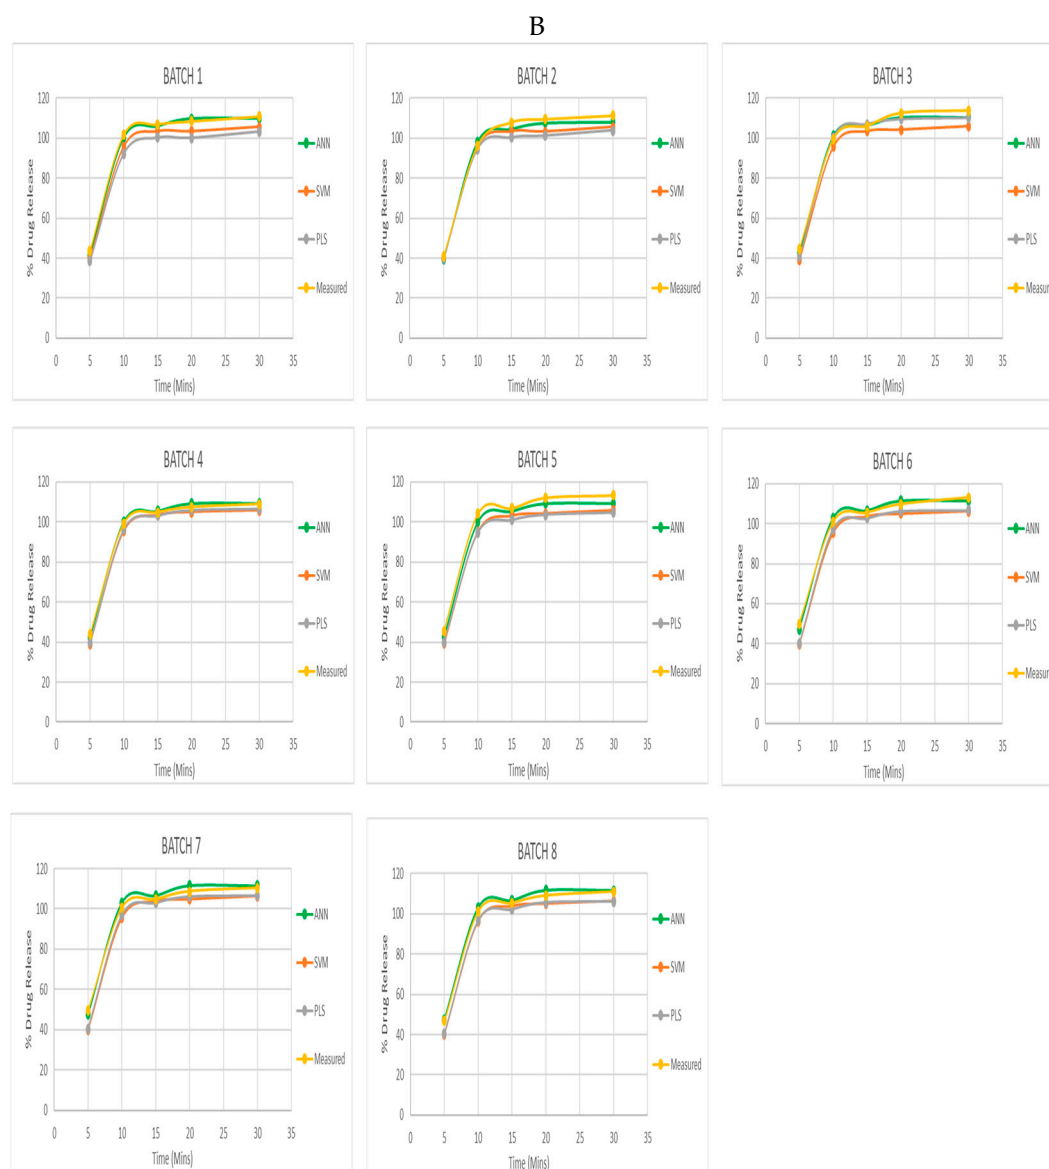 B
BATCH 1
120
100
80
60
40
20
0
% Drug Release
0 5 10 15 20 25 30 35
Time (Mins)
ANN
SVM
PLS
Measured
BATCH 2
120
100
80
60
40
20
0
% Drug Release
0 5 10 15 20 25 30 35
Time (Mins)
ANN
SVM
PLS
Measured
BATCH 3
120
100
80
60
40
20
0
% Drug Release
0 5 10 15 20 25 30 35
Time (Mins)
ANN
SVM
PLS
Measur
BATCH 4
120
100
80
60
40
20
0
% Drug Release
0 5 10 15 20 25 30 35
Time (Mins)
ANN
SVM
PLS
Measured
BATCH 5
120
100
80
60
40
20
0
% Drug Release
0 5 10 15 20 25 30 35
Time (Mins)
ANN
SVM
PLS
Measured
BATCH 6
120
100
80
60
40
20
0
% Drug Release
0 5 10 15 20 25 30 35
Time (Mins)
ANN
SVM
PLS
Measur
BATCH 7
120
100
80
60
40
20
0
% Drug Release
0 5 10 15 20 25 30 35
Time (Mins)
ANN
SVM
PLS
Measured
BATCH 8
120
100
80
60
40
20
0
% Drug Release
0 5 10 15 20 25 30 35
Time (Mins)
ANN
SVM
PLS
Measured